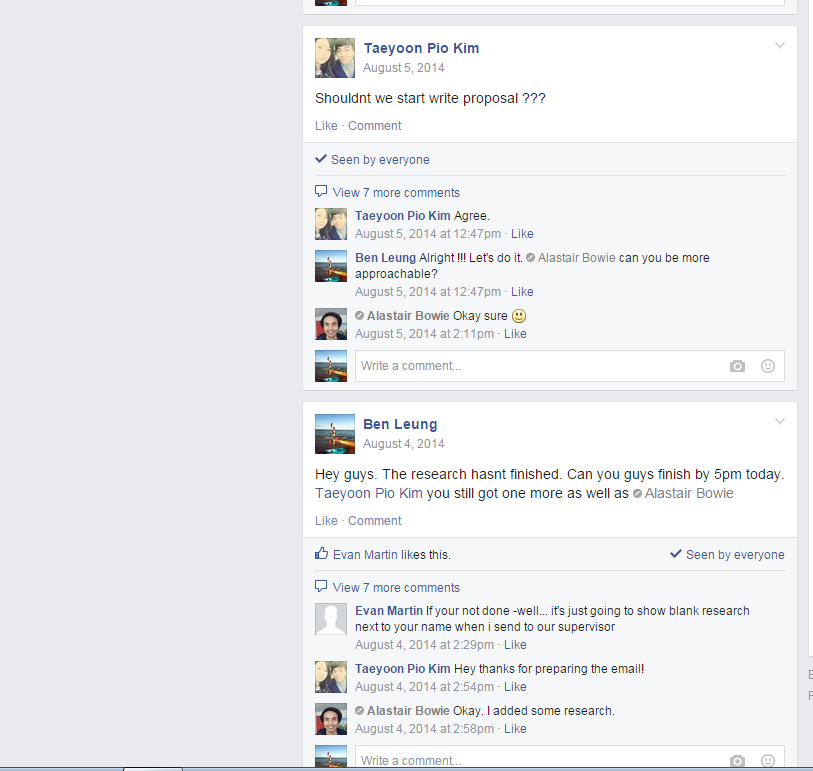 Taeyoon Pio Kim
August 5, 2014
Shouldnt we start write proposal ???
Like · Comment
Seen by everyone
View 7 more comments
Taeyoon Pio Kim Agree.
August 5, 2014 at 12:47pm · Like
Ben Leung Alright !!! Let's do it. Alastair Bowie can you be more
approachable?
August 5, 2014 at 12:47pm · Like
Alastair Bowie Okay sure
August 5, 2014 at 2:11pm · Like
Write a comment...
Ben Leung
August 4, 2014
Hey guys. The research hasnt finished. Can you guys finish by 5pm today.
Taeyoon Pio Kim you still got one more as well as Alastair Bowie
Like · Comment
Evan Martin likes this. Seen by everyone
View 7 more comments
Evan Martin If your not done -well... it's just going to show blank research
next to your name when i send to our supervisor
August 4, 2014 at 2:29pm · Like
Taeyoon Pio Kim Hey thanks for preparing the email!
August 4, 2014 at 2:54pm · Like
Alastair Bowie Okay. I added some research.
August 4, 2014 at 2:58pm · Like
Write a comment...